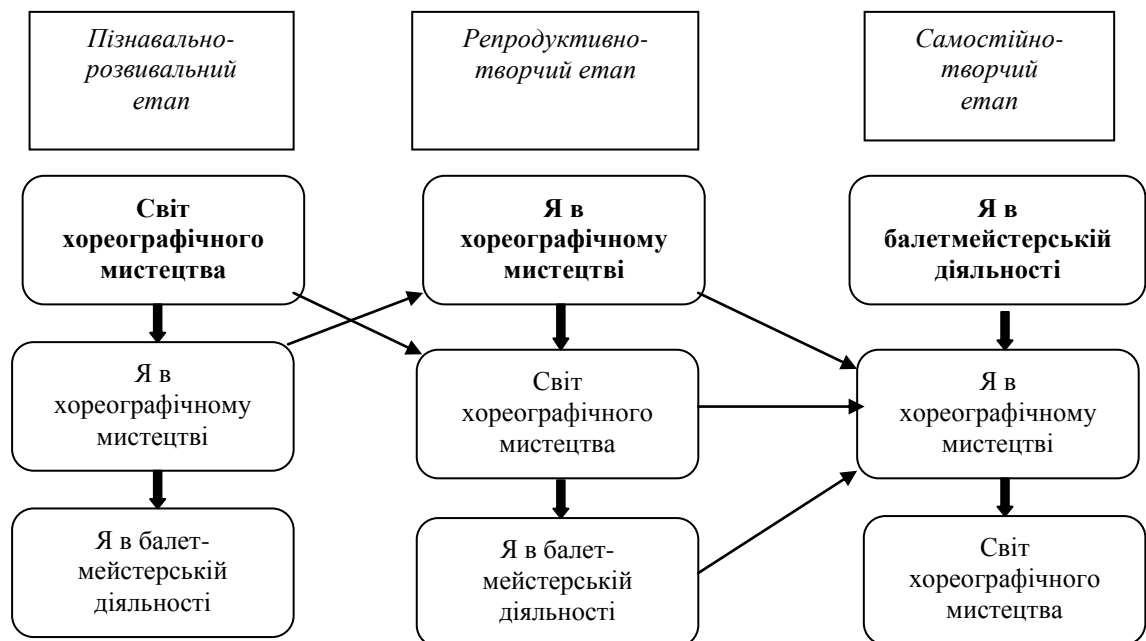 Пізнавально-
розвивальний
етап
Репродуктивно-
творчий етап
Самостійно-
творчий
етап
Світ
хореографічного
мистецтва
Я в
хореографічному
мистецтві
Я в
балетмейстерській
діяльності
Я в
хореографічному
мистецтві
Світ
хореографічного
мистецтва
Я в
хореографічному
мистецтві
Я в балет-
мейстерській
діяльності
Я в балет-
мейстерській
діяльності
Світ
хореографічного
мистецтва